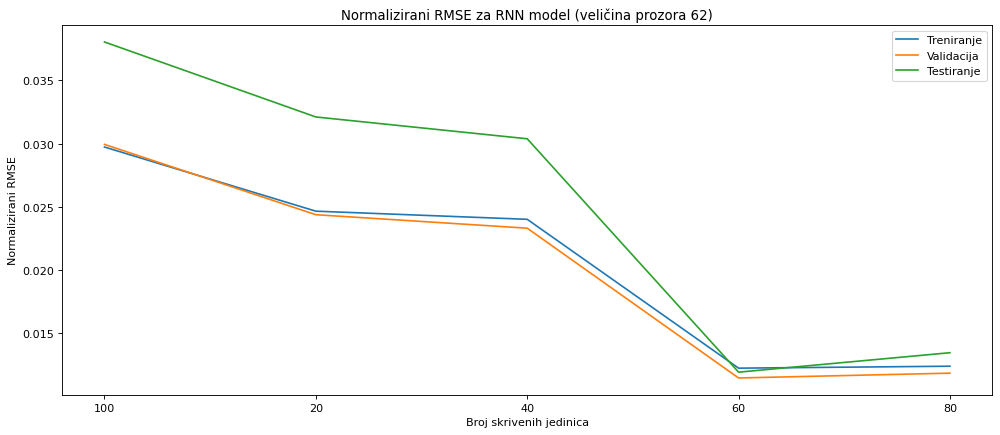 Normalizirani RMSE za RNN model (veličina prozora 62)
Treniranje
Validacija
Testiranje
Normalizirani RMSE
0.035
0.030
0.025
0.020
0.015
100 20 40 60 80
Broj skrivenih jedinica